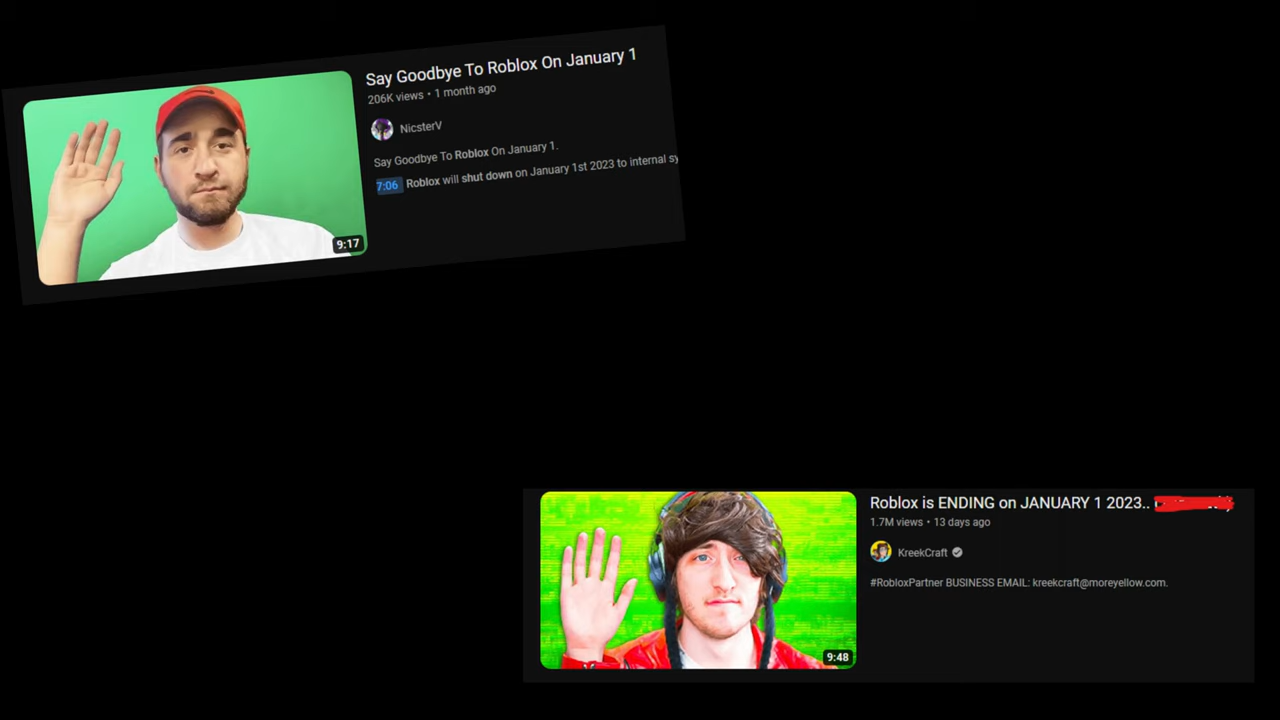 Say Goodbye To Roblox On January 1
206K views • 1 month ago
NicsterV
Say Goodbye To Roblox On January 1.
7:06 Roblox will shut down on January 1st 2023 to internal sy
9:17
Roblox is ENDING on JANUARY 1 2023..
1.7M views • 13 days ago
KreekCraft
#RobloxPartner BUSINESS EMAIL: kreekcraft@moreyellow.com.
9:48